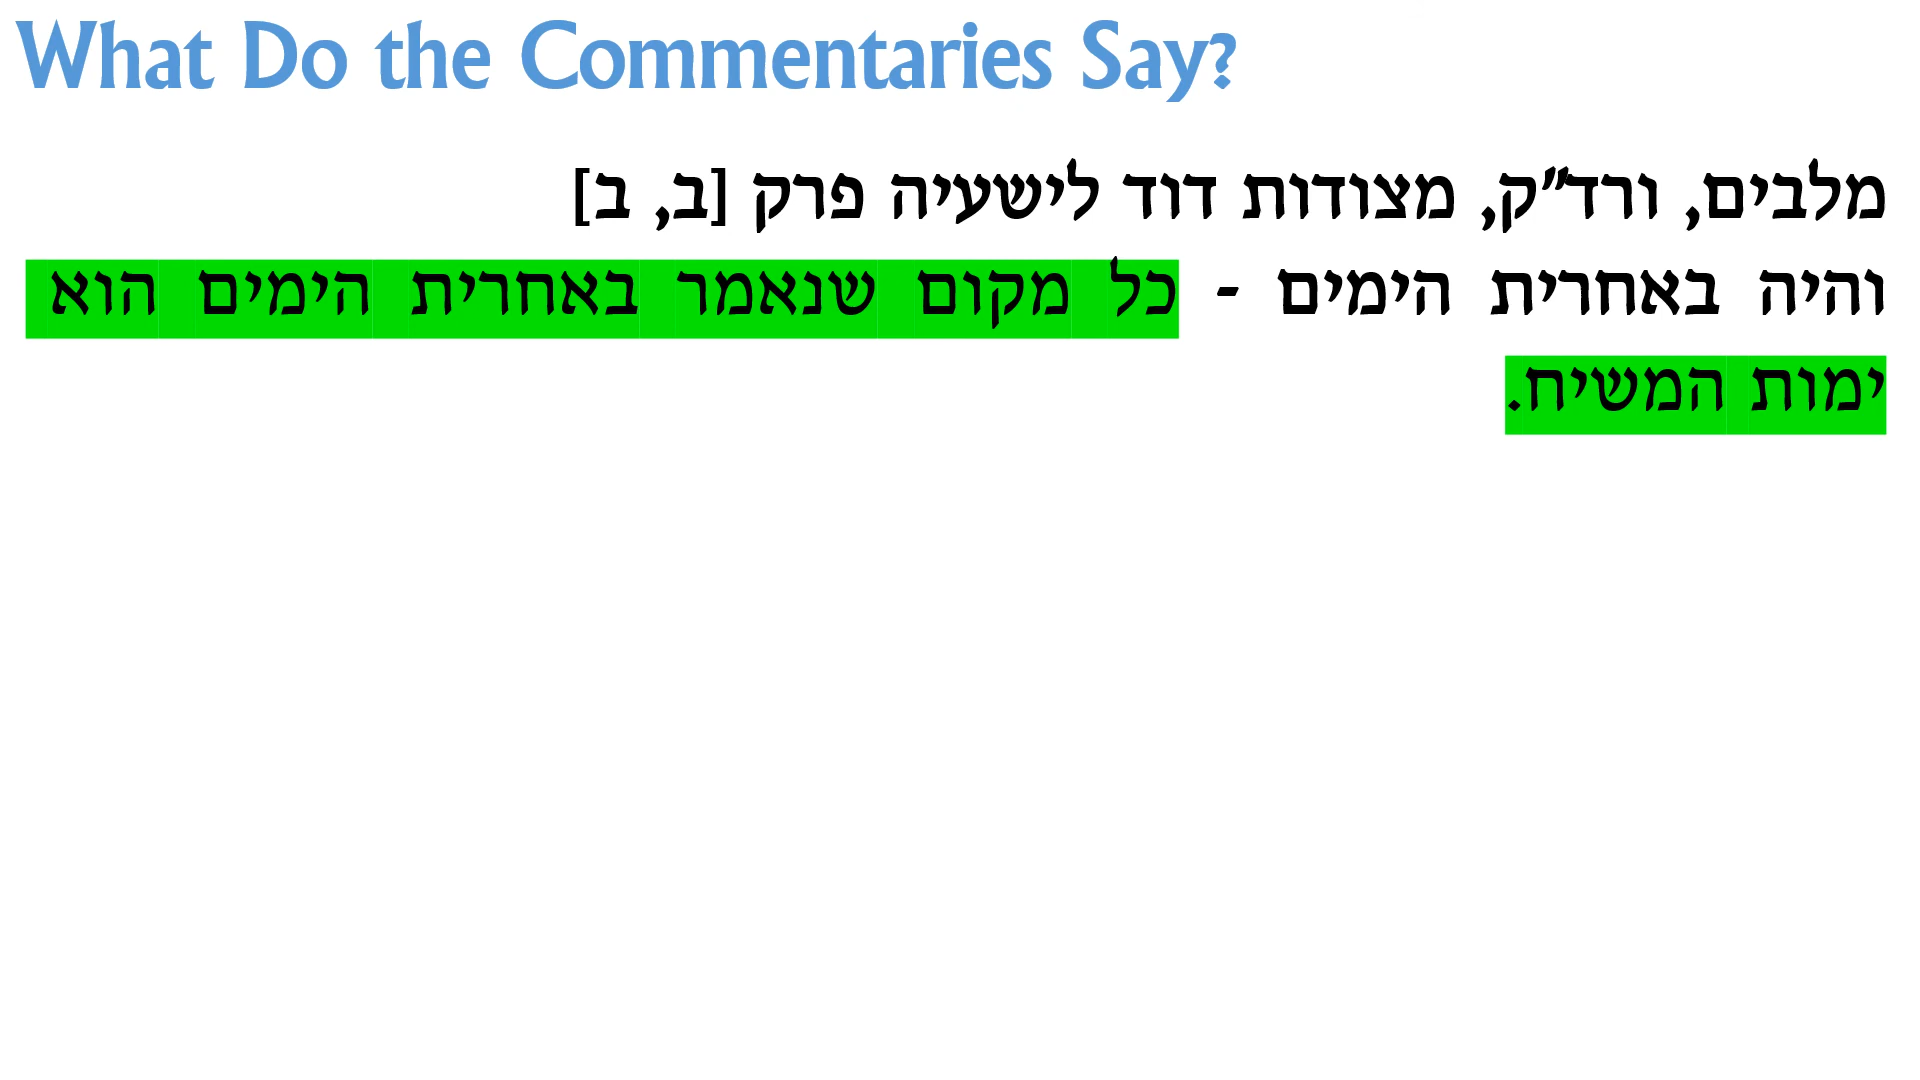 What Do the Commentaries Say?
מלבים, ורד"ק, מצודות דוד לישעיה פרק [ב, ב]
והיה באחרית הימים - כל מקום שנאמר באחרית הימים הוא
ימות המשיח.